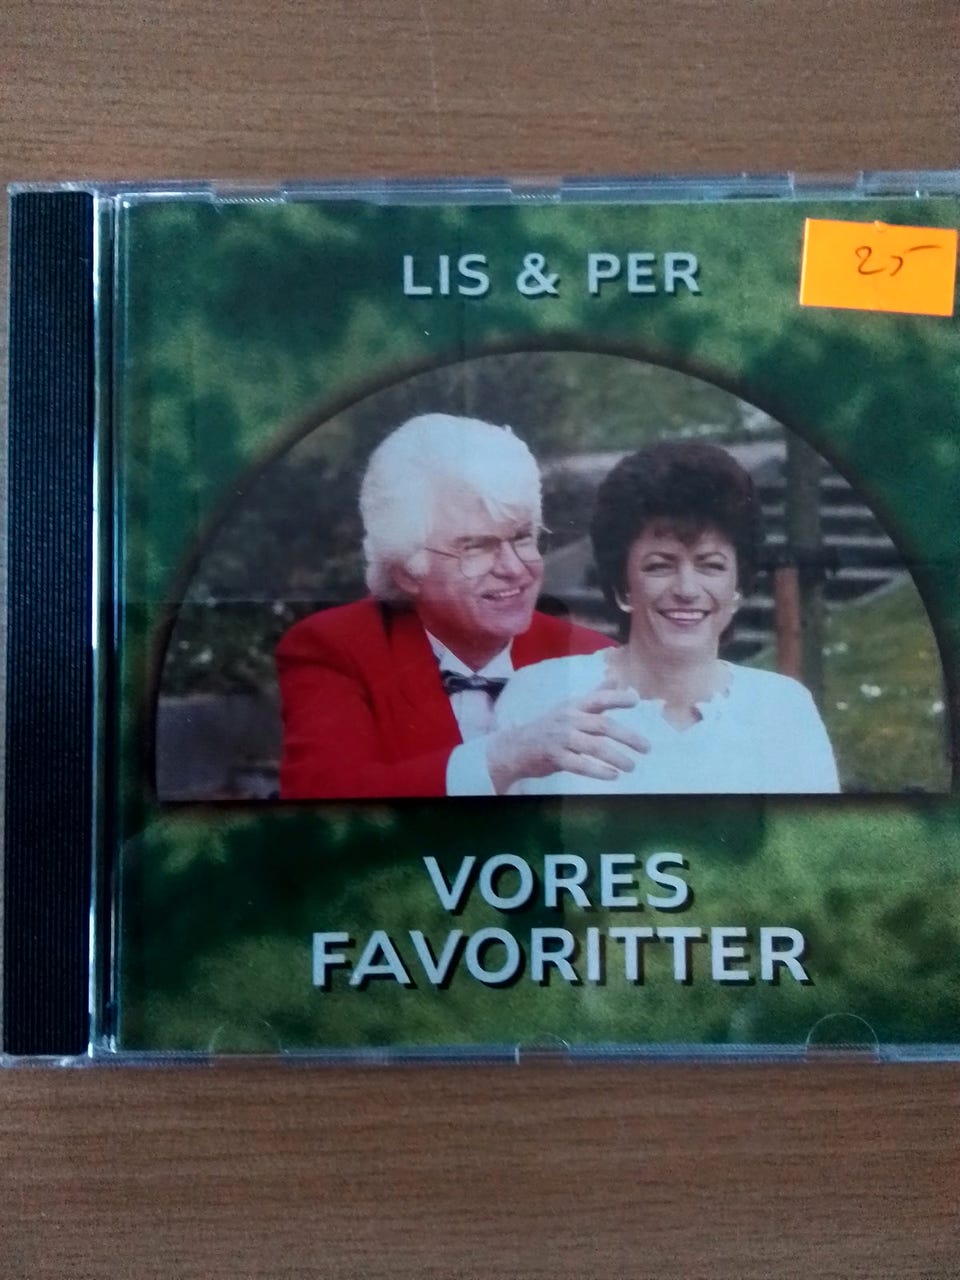 LIS & PER
25
VORES
FAVORITTER